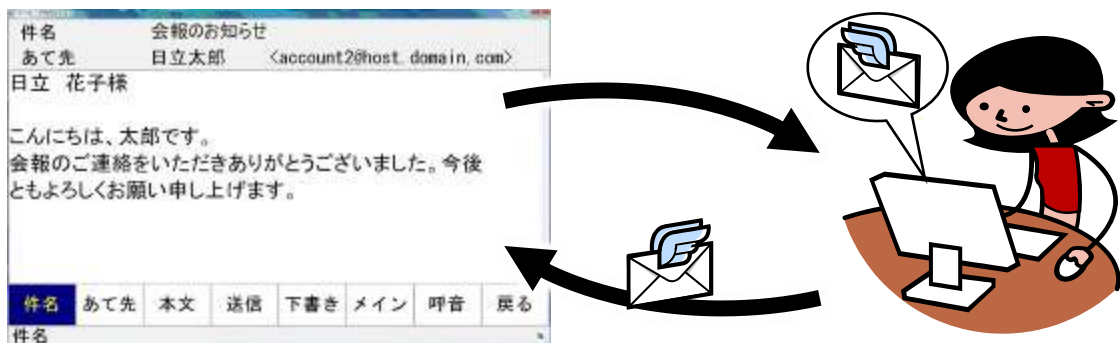 件名 会報のお知らせ
あて先 日立太郎 <account2@host.domain.com>
日立 花子様
こんにちは、太郎です。
会報のご連絡をいただきありがとうございました。今後
ともよろしくお願い申し上げます。
件名 あて先 本文 送信 下書き メイン 呼音 戻る
件名